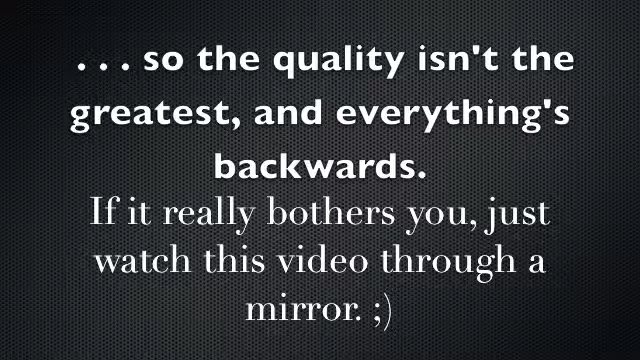 . . . so the quality isn't the
greatest, and everything's
backwards.
If it really bothers you, just
watch this video through a
mirror. ;)